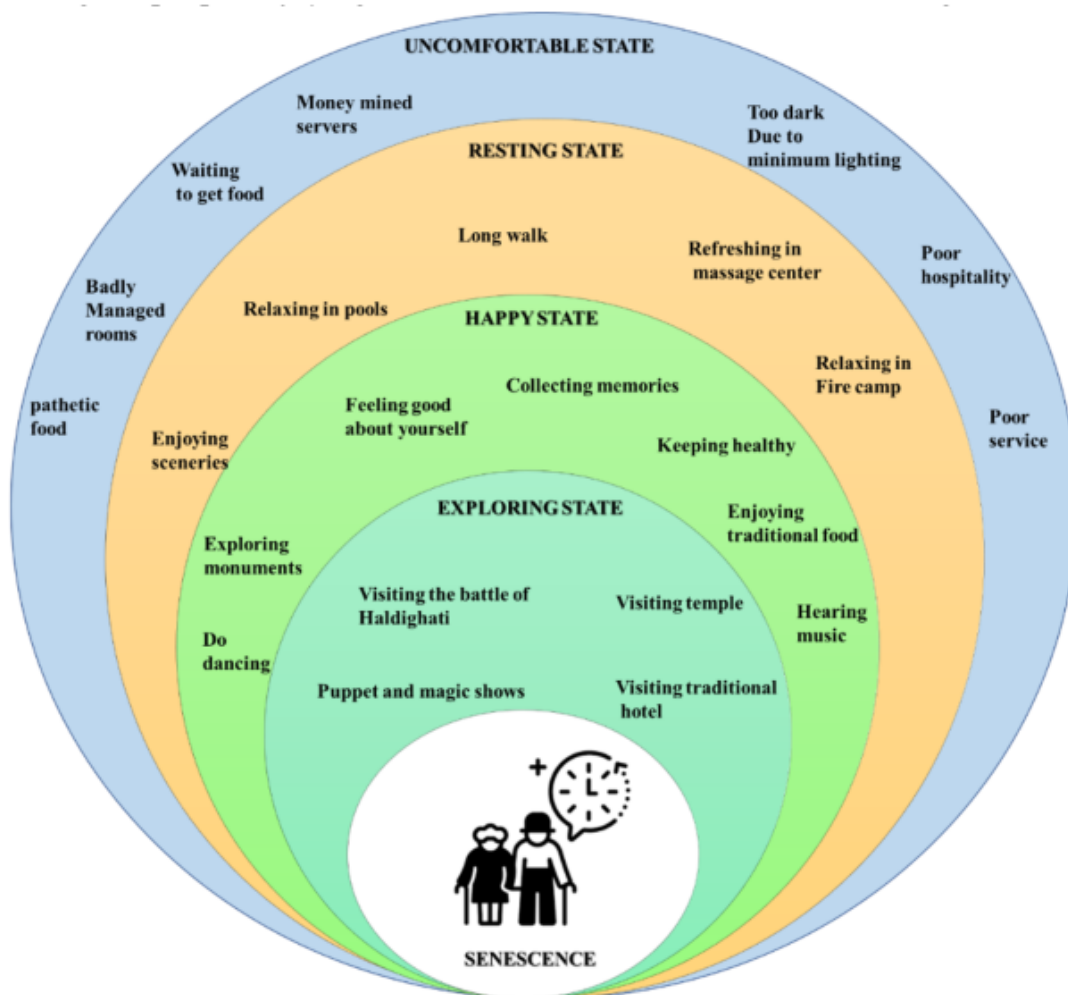 UNCOMFORTABLE STATE
Money mined
servers
Too dark
Due to
minimum lighting
Waiting
to get food
Poor
hospitality
Badly
Managed
rooms
pathetic
food
Poor
service
RESTING STATE
Long walk
Refreshing in
massage center
Relaxing in pools
Relaxing in
Fire camp
Enjoying
sceneries
HAPPY STATE
Collecting memories
Feeling good
about yourself
Keeping healthy
Enjoying
traditional food
Exploring
monuments
Hearing
music
Do
dancing
EXPLORING STATE
Visiting the battle of
Haldighati
Visiting temple
Puppet and magic shows
Visiting traditional
hotel
SENESCENCE